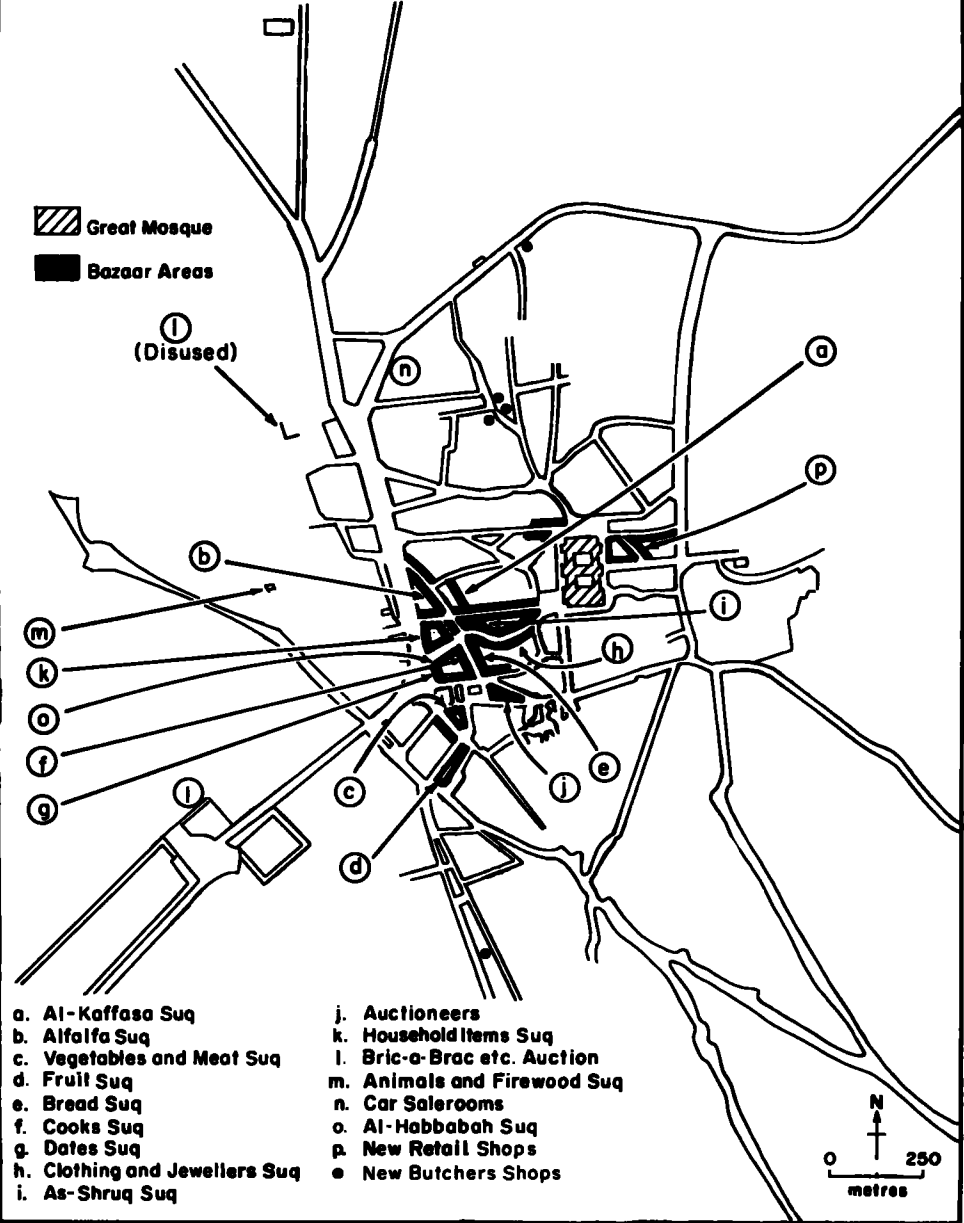 Great Mosque
Bazaar Areas
l
(Disused)
n
a
p
b
m
k
i
h
o
f
g
l
c
j
e
d
a. Al-Kaffasa Suq
b. Alfalfa Suq
c. Vegetables and Meat Suq
d. Fruit Suq
e. Bread Suq
f. Cooks Suq
g. Dates Suq
h. Clothing and Jewellers Suq
i. As-Shruq Suq
j. Auctioneers
k. Household Items Suq
l. Bric-a-Brac etc. Auction
m. Animals and Firewood Suq
n. Car Salerooms
o. Al-Habbabah Suq
p. New Retail Shops
● New Butchers Shops
N
0 250
metres